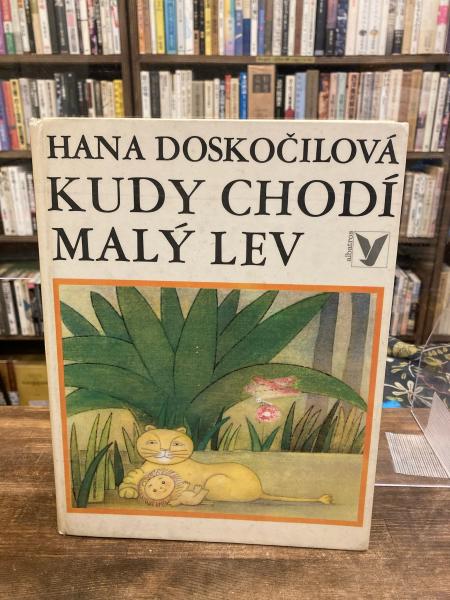 HANA DOSKOČILOVÁ
KUDY CHODÍ
MALÝ LEV
albatros